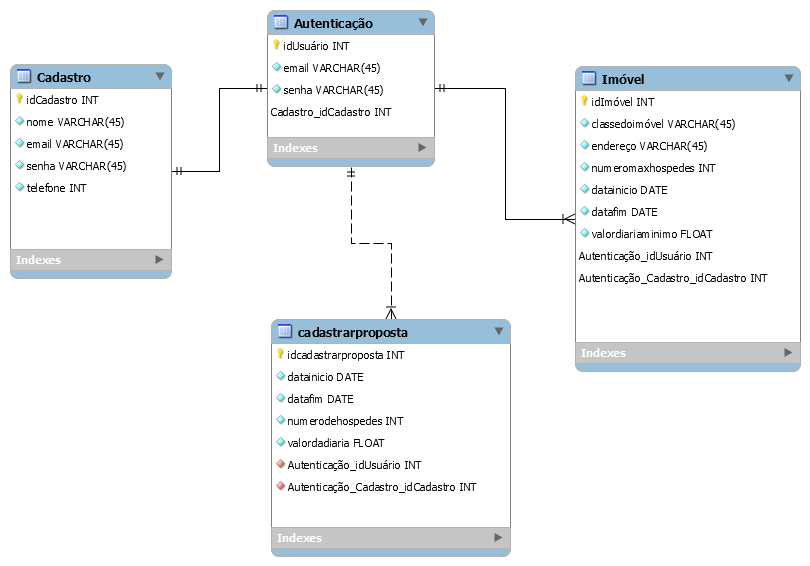 Cadastro
idCadastro INT
nome VARCHAR(45)
email VARCHAR(45)
senha VARCHAR(45)
telefone INT
Indexes
Autenticação
idUsuário INT
email VARCHAR(45)
senha VARCHAR(45)
Cadastro_idCadastro INT
Indexes
Imóvel
idImóvel INT
classedoimóvel VARCHAR(45)
endereço VARCHAR(45)
numeromaxhospedes INT
datainicio DATE
datafim DATE
valordiariaminimo FLOAT
Autenticação_idUsuário INT
Autenticação_Cadastro_idCadastro INT
Indexes
cadastrarproposta
idcadastrarproposta INT
datainicio DATE
datafim DATE
numerodehospedes INT
valordadiaria FLOAT
Autenticação_idUsuário INT
Autenticação_Cadastro_idCadastro INT
Indexes